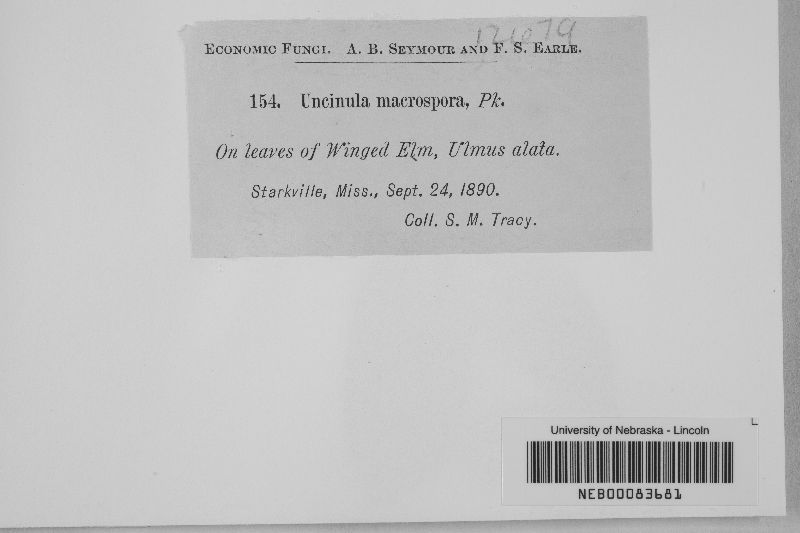 124079
ECONOMIC FUNGI. A. B. SEYMOUR AND F. S. EARLE.
154. Uncinula macrospora, Pk.
On leaves of Winged Elm, Ulmus alata.
Starkville, Miss., Sept. 24, 1890.
Coll. S. M. Tracy.
L
University of Nebraska - Lincoln
NEB00083681